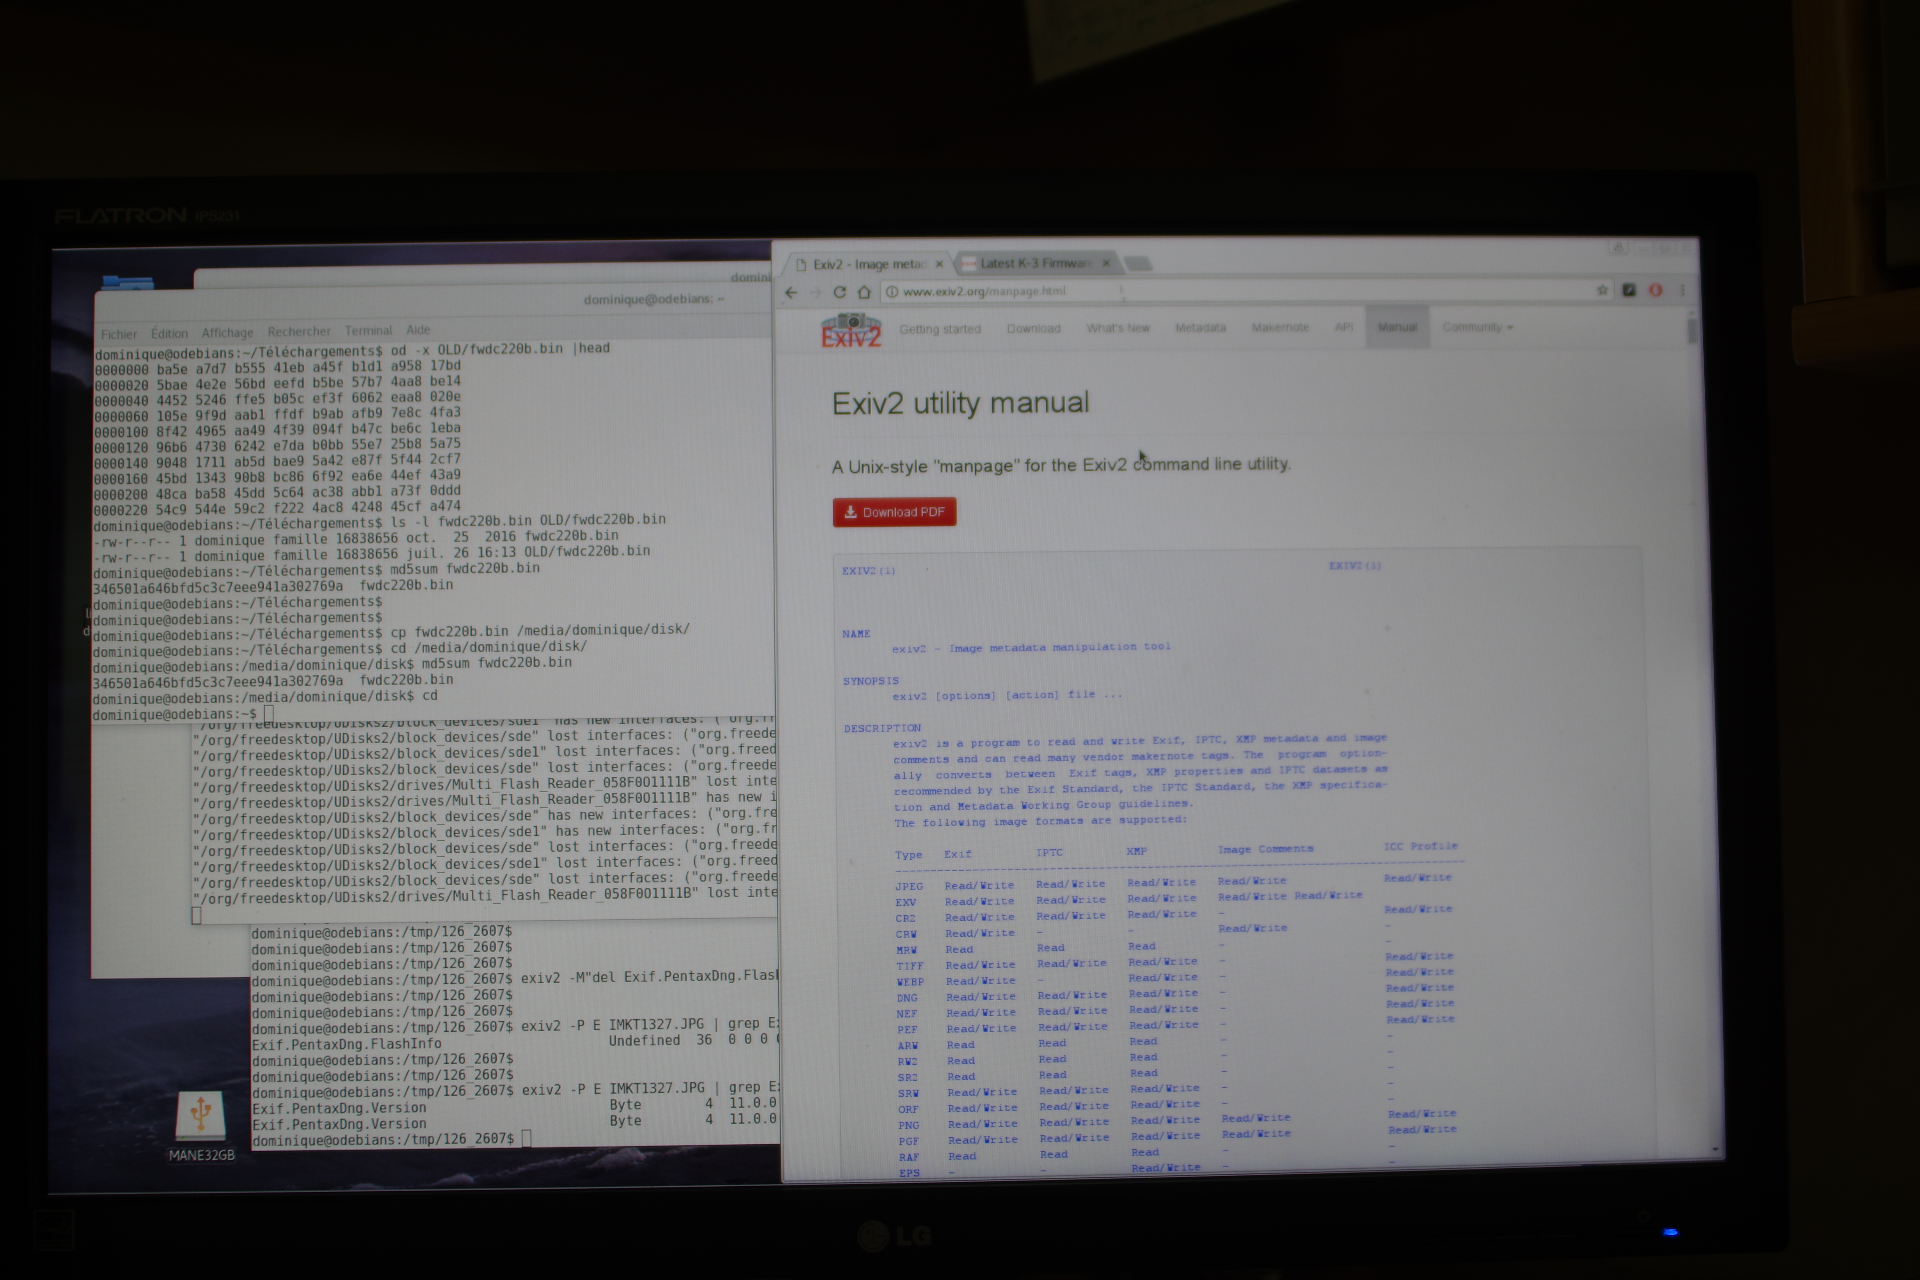 FLATRON IPS231
domini
dominique@odebians: ~
Fichier Édition Affichage Rechercher Terminal Aide
dominique@odebians:~/Téléchargements$ od -x OLD/fwdc220b.bin |head
0000000 ba5e a7d7 b555 41eb a45f b1d1 a958 17bd
0000020 5bae 4e2e 56bd eefd b5be 57b7 4aa8 be14
0000040 4452 5246 ffe5 b05c ef3f 6062 eaa8 020e
0000060 105e 9f9d aab1 ffdf b9ab afb9 7e8c 4fa3
0000100 8f42 4965 aa49 4f39 094f b47c be6c 1eba
0000120 96b6 4730 6242 e7da b0bb 55e7 25b8 5a75
0000140 9048 1711 ab5d bae9 5a42 e87f 5f44 2cf7
0000160 45bd 1343 90b8 bc86 6f92 ea6e 44ef 43a9
0000200 48ca ba58 45dd 5c64 ac38 abb1 a73f 0ddd
0000220 54c9 544e 59c2 f222 4ac8 4248 45cf a474
dominique@odebians:~/Téléchargements$ ls -l fwdc220b.bin OLD/fwdc220b.bin
-rw-r--r-- 1 dominique famille 16838656 oct. 25 2016 fwdc220b.bin
-rw-r--r-- 1 dominique famille 16838656 juil. 26 16:13 OLD/fwdc220b.bin
dominique@odebians:~/Téléchargements$ md5sum fwdc220b.bin
346501a646bfd5c3c7eee941a302769a fwdc220b.bin
dominique@odebians:~/Téléchargements$
dominique@odebians:~/Téléchargements$
dominique@odebians:~/Téléchargements$ cp fwdc220b.bin /media/dominique/disk/
dominique@odebians:~/Téléchargements$ cd /media/dominique/disk/
dominique@odebians:/media/dominique/disk$ md5sum fwdc220b.bin
346501a646bfd5c3c7eee941a302769a fwdc220b.bin
dominique@odebians:/media/dominique/disk$ cd
dominique@odebians:~$
"/org/freedesktop/UDisks2/block_devices/sde1" has new interfaces: ("org.fr
"/org/freedesktop/UDisks2/block_devices/sde" lost interfaces: ("org.freede
"/org/freedesktop/UDisks2/block_devices/sde1" lost interfaces: ("org.freed
"/org/freedesktop/UDisks2/block_devices/sde" lost interfaces: ("org.freede
"/org/freedesktop/UDisks2/drives/Multi_Flash_Reader_058F001111B" lost inte
"/org/freedesktop/UDisks2/drives/Multi_Flash_Reader_058F001111B" has new i
"/org/freedesktop/UDisks2/block_devices/sde" has new interfaces: ("org.fre
"/org/freedesktop/UDisks2/block_devices/sde1" has new interfaces: ("org.fr
"/org/freedesktop/UDisks2/block_devices/sde" lost interfaces: ("org.freede
"/org/freedesktop/UDisks2/block_devices/sde1" lost interfaces: ("org.freed
"/org/freedesktop/UDisks2/block_devices/sde" lost interfaces: ("org.freede
"/org/freedesktop/UDisks2/drives/Multi_Flash_Reader_058F001111B" lost inte
dominique@odebians:/tmp/126_2607$
dominique@odebians:/tmp/126_2607$
dominique@odebians:/tmp/126_2607$
dominique@odebians:/tmp/126_2607$ exiv2 -M"del Exif.PentaxDng.Flash
dominique@odebians:/tmp/126_2607$
dominique@odebians:/tmp/126_2607$
dominique@odebians:/tmp/126_2607$ exiv2 -P E IMKT1327.JPG | grep Ex
Exif.PentaxDng.FlashInfo Undefined 36 0 0 0 0
dominique@odebians:/tmp/126_2607$
dominique@odebians:/tmp/126_2607$
dominique@odebians:/tmp/126_2607$ exiv2 -P E IMKT1327.JPG | grep Ex
Exif.PentaxDng.Version Byte 4 11.0.0
Exif.PentaxDng.Version Byte 4 11.0.0
dominique@odebians:/tmp/126_2607$
MANE32GB
Exiv2 - Image metad
Latest K-3 Firmware
www.exiv2.org/manpage.html
Exiv2 Getting started Download What's New Metadata Makernote API Manual Community
Exiv2 utility manual
A Unix-style "manpage" for the Exiv2 command line utility.
Download PDF
EXIV2(1) EXIV2(1)
NAME
exiv2 - Image metadata manipulation tool
SYNOPSIS
exiv2 [options] [action] file ...
DESCRIPTION
exiv2 is a program to read and write Exif, IPTC, XMP metadata and image
comments and can read many vendor makernote tags. The program option-
ally converts between Exif tags, XMP properties and IPTC datasets as
recommended by the Exif Standard, the IPTC Standard, the XMP specifica-
tion and Metadata Working Group guidelines.
The following image formats are supported:
Type Exif IPTC XMP Image Comments ICC Profile
JPEG Read/Write Read/Write Read/Write Read/Write Read/Write
EXV Read/Write Read/Write Read/Write Read/Write Read/Write
CR2 Read/Write Read/Write Read/Write - Read/Write
CRW Read/Write - - Read/Write -
MRW Read Read Read - -
TIFF Read/Write Read/Write Read/Write - Read/Write
WEBP Read/Write - Read/Write - Read/Write
DNG Read/Write Read/Write Read/Write - Read/Write
NEF Read/Write Read/Write Read/Write - Read/Write
PEF Read/Write Read/Write Read/Write - Read/Write
ARW Read Read Read - -
RW2 Read Read Read - -
SR2 Read Read Read - -
SRW Read/Write Read/Write Read/Write - -
ORF Read/Write Read/Write Read/Write - -
PNG Read/Write Read/Write Read/Write Read/Write Read/Write
PGF Read/Write Read/Write Read/Write Read/Write Read/Write
RAF Read Read Read - -
EPS - - Read/Write - -
LG